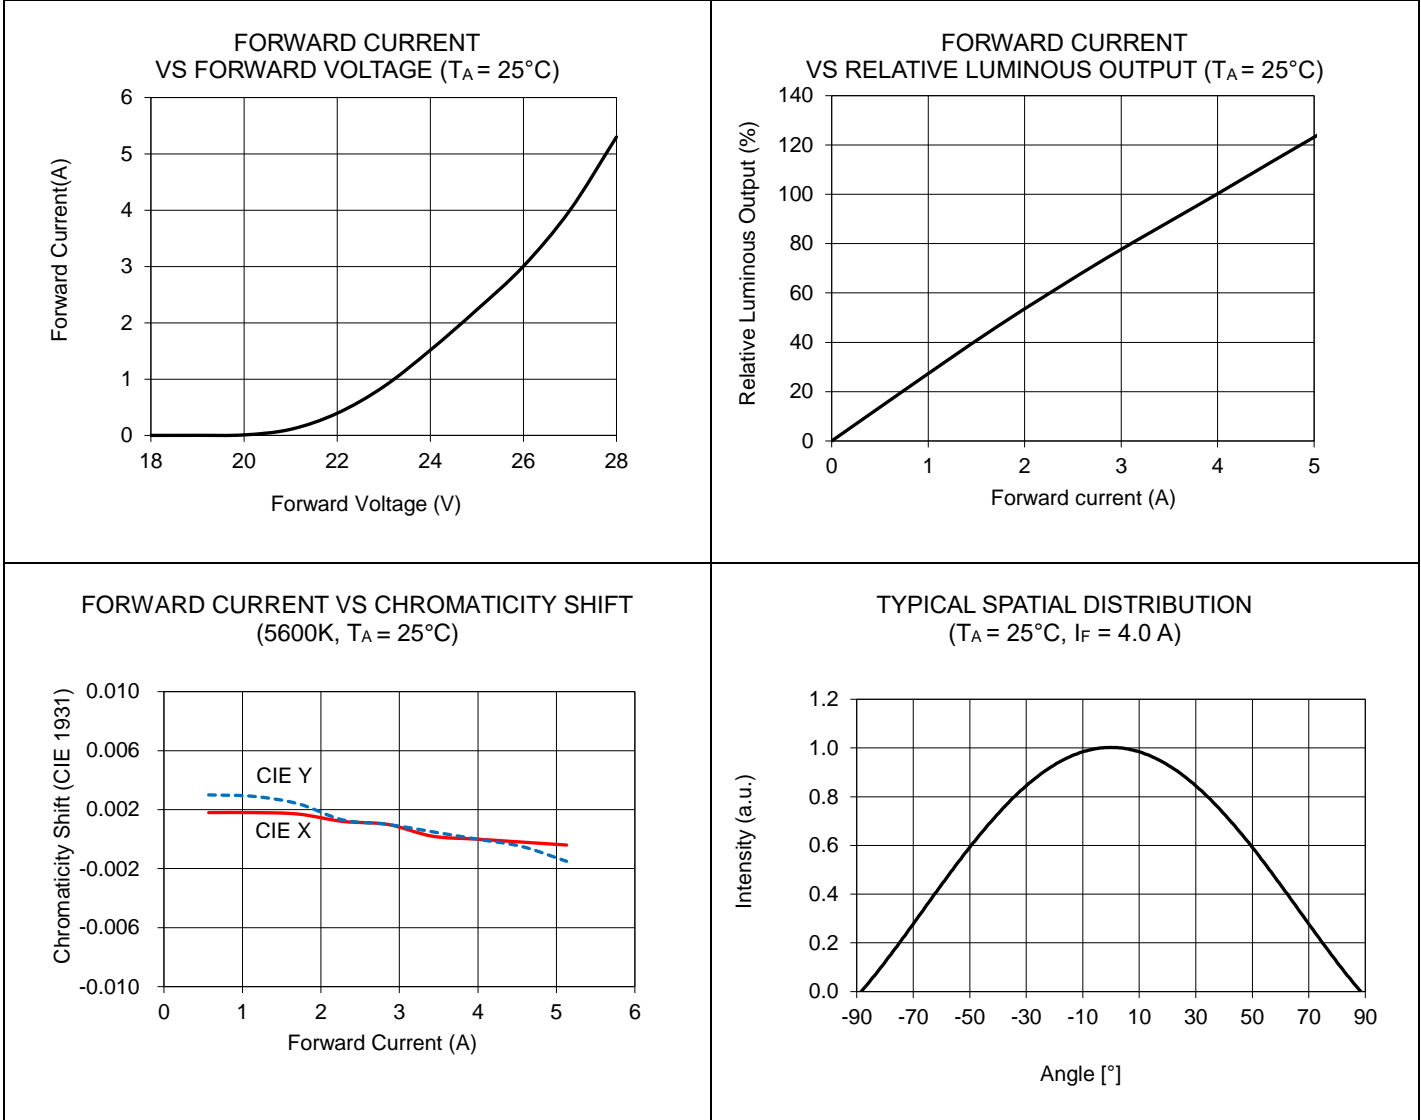 FORWARD CURRENT
VS FORWARD VOLTAGE (TA = 25°C)
6
5
4
3
2
1
0
18 20 22 24 26 28
Forward Current(A)
Forward Voltage (V)
FORWARD CURRENT
VS RELATIVE LUMINOUS OUTPUT (TA = 25°C)
140
120
100
80
60
40
20
0
0 1 2 3 4 5
Relative Luminous Output (%)
Forward current (A)
FORWARD CURRENT VS CHROMATICITY SHIFT
(5600K, TA = 25°C)
0.010
0.006
0.002
-0.002
-0.006
-0.010
CIE Y
CIE X
0 1 2 3 4 5 6
Chromaticity Shift (CIE 1931)
Forward Current (A)
TYPICAL SPATIAL DISTRIBUTION
(TA = 25°C, IF = 4.0 A)
1.2
1.0
0.8
0.6
0.4
0.2
0.0
-90 -70 -50 -30 -10 10 30 50 70 90
Intensity (a.u.)
Angle [°]